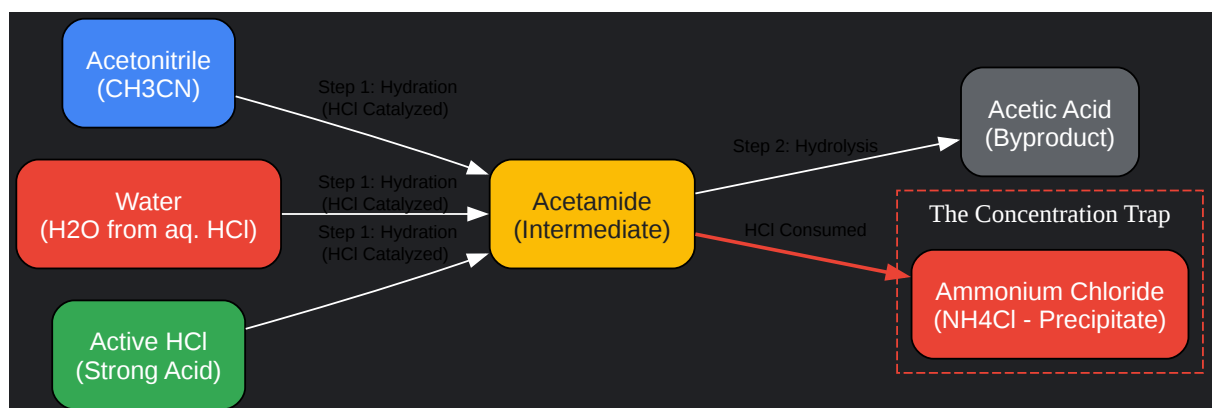 Acetonitrile
(CH3CN)
Step 1: Hydration
(HCl Catalyzed)
Water
(H2O from aq. HCl)
Step 1: Hydration
(HCl Catalyzed)
Active HCl
(Strong Acid)
Step 1: Hydration
(HCl Catalyzed)
Acetamide
(Intermediate)
Step 2: Hydrolysis
Acetic Acid
(Byproduct)
HCl Consumed
The Concentration Trap
Ammonium Chloride
(NH4Cl - Precipitate)